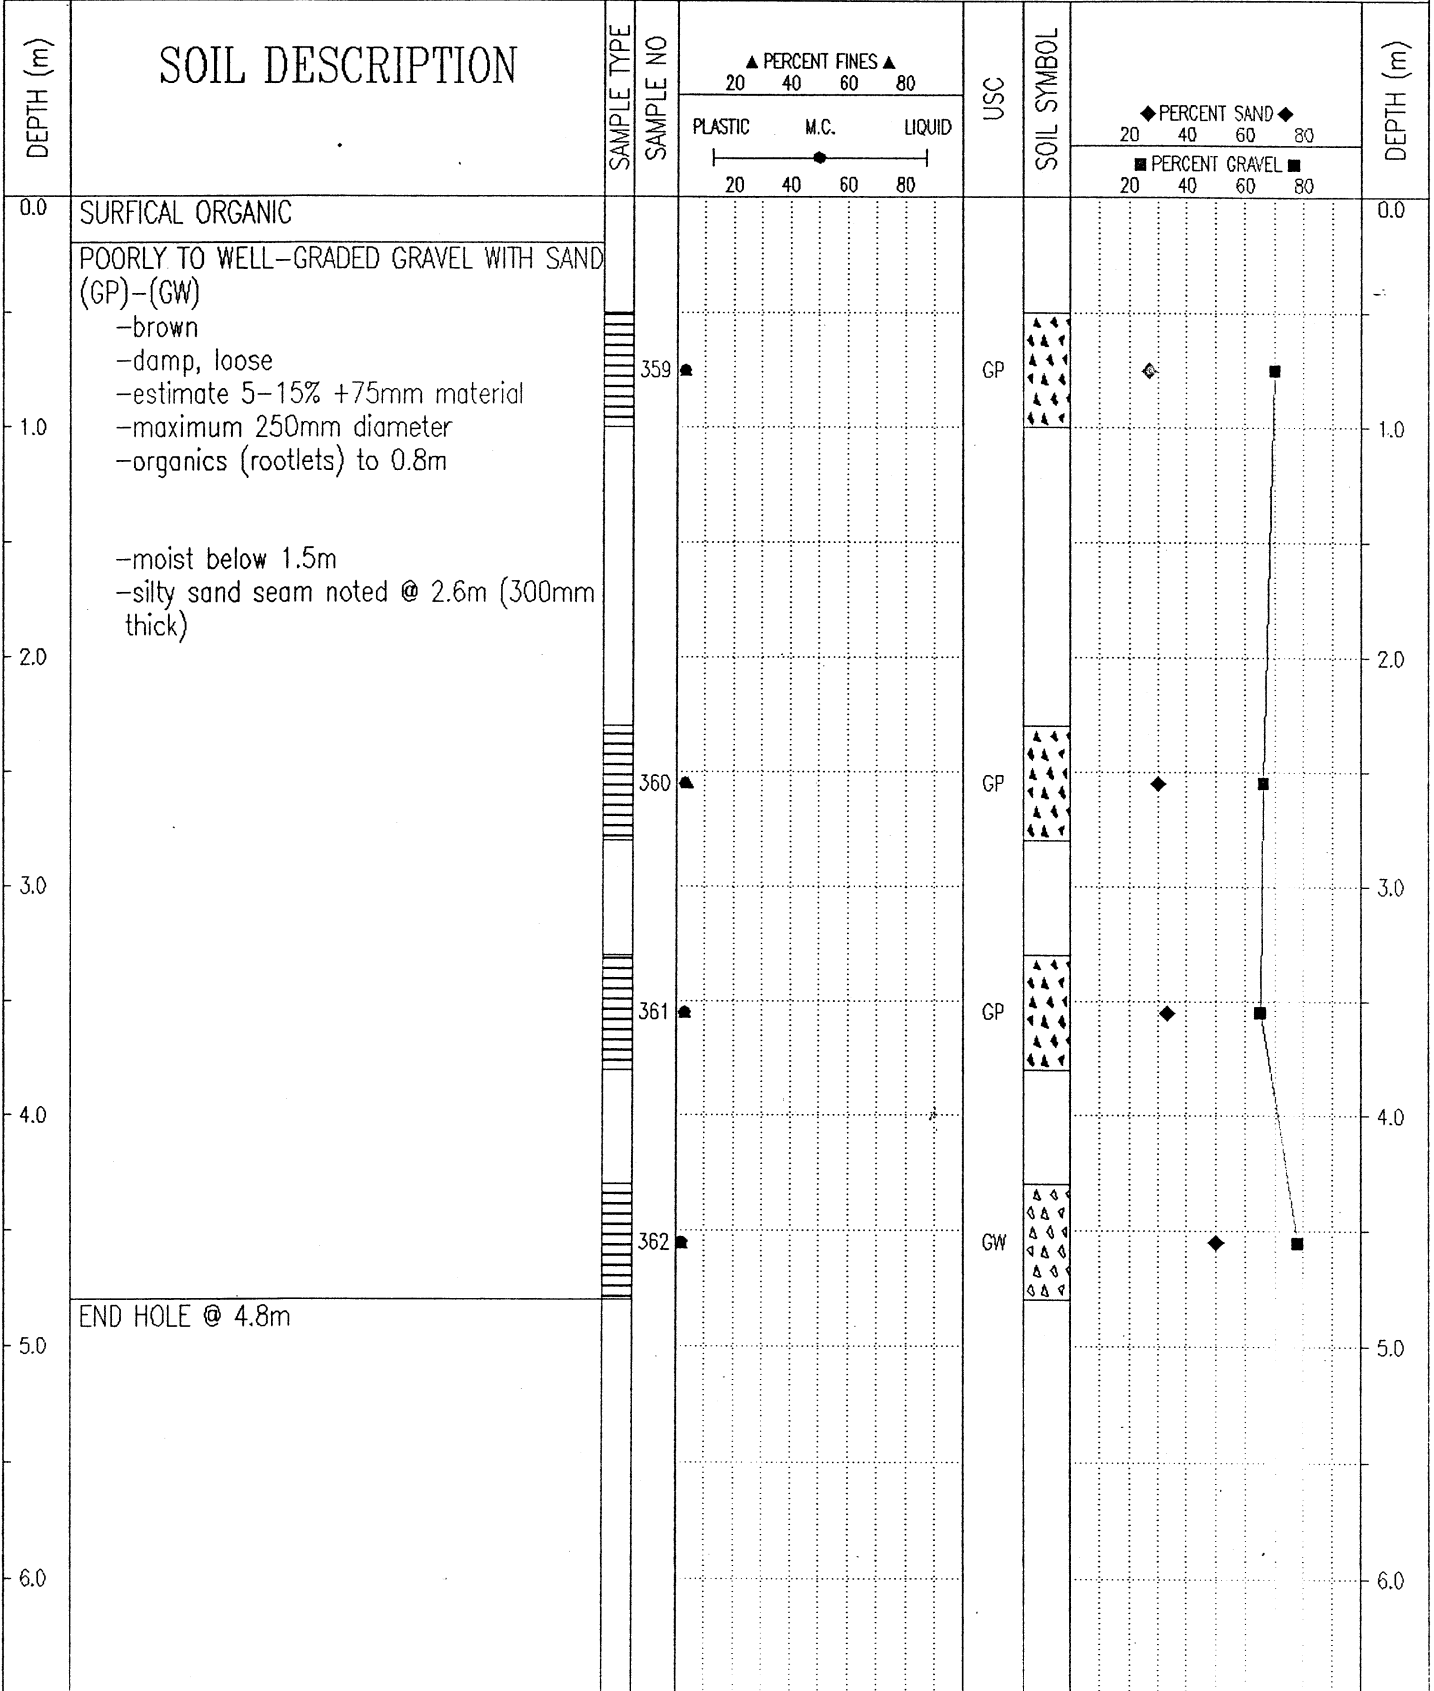 DEPTH (m)
SOIL DESCRIPTION
SAMPLE TYPE
SAMPLE NO
▲ PERCENT FINES ▲
20 40 60 80
PLASTIC M.C. LIQUID
20 40 60 80
USC
SOIL SYMBOL
◆ PERCENT SAND ◆
20 40 60 80
■ PERCENT GRAVEL ■
20 40 60 80
DEPTH (m)
0.0 SURFICAL ORGANIC 0.0
POORLY TO WELL-GRADED GRAVEL WITH SAND
(GP)-(GW)
-brown
-damp, loose
359 GP
-estimate 5-15% +75mm material
-maximum 250mm diameter
1.0 1.0
-organics (rootlets) to 0.8m
-moist below 1.5m
-silty sand seam noted @ 2.6m (300mm
thick)
2.0 2.0
360 GP
3.0 3.0
361 GP
4.0 4.0
362 GW
END HOLE @ 4.8m
5.0 5.0
6.0 6.0